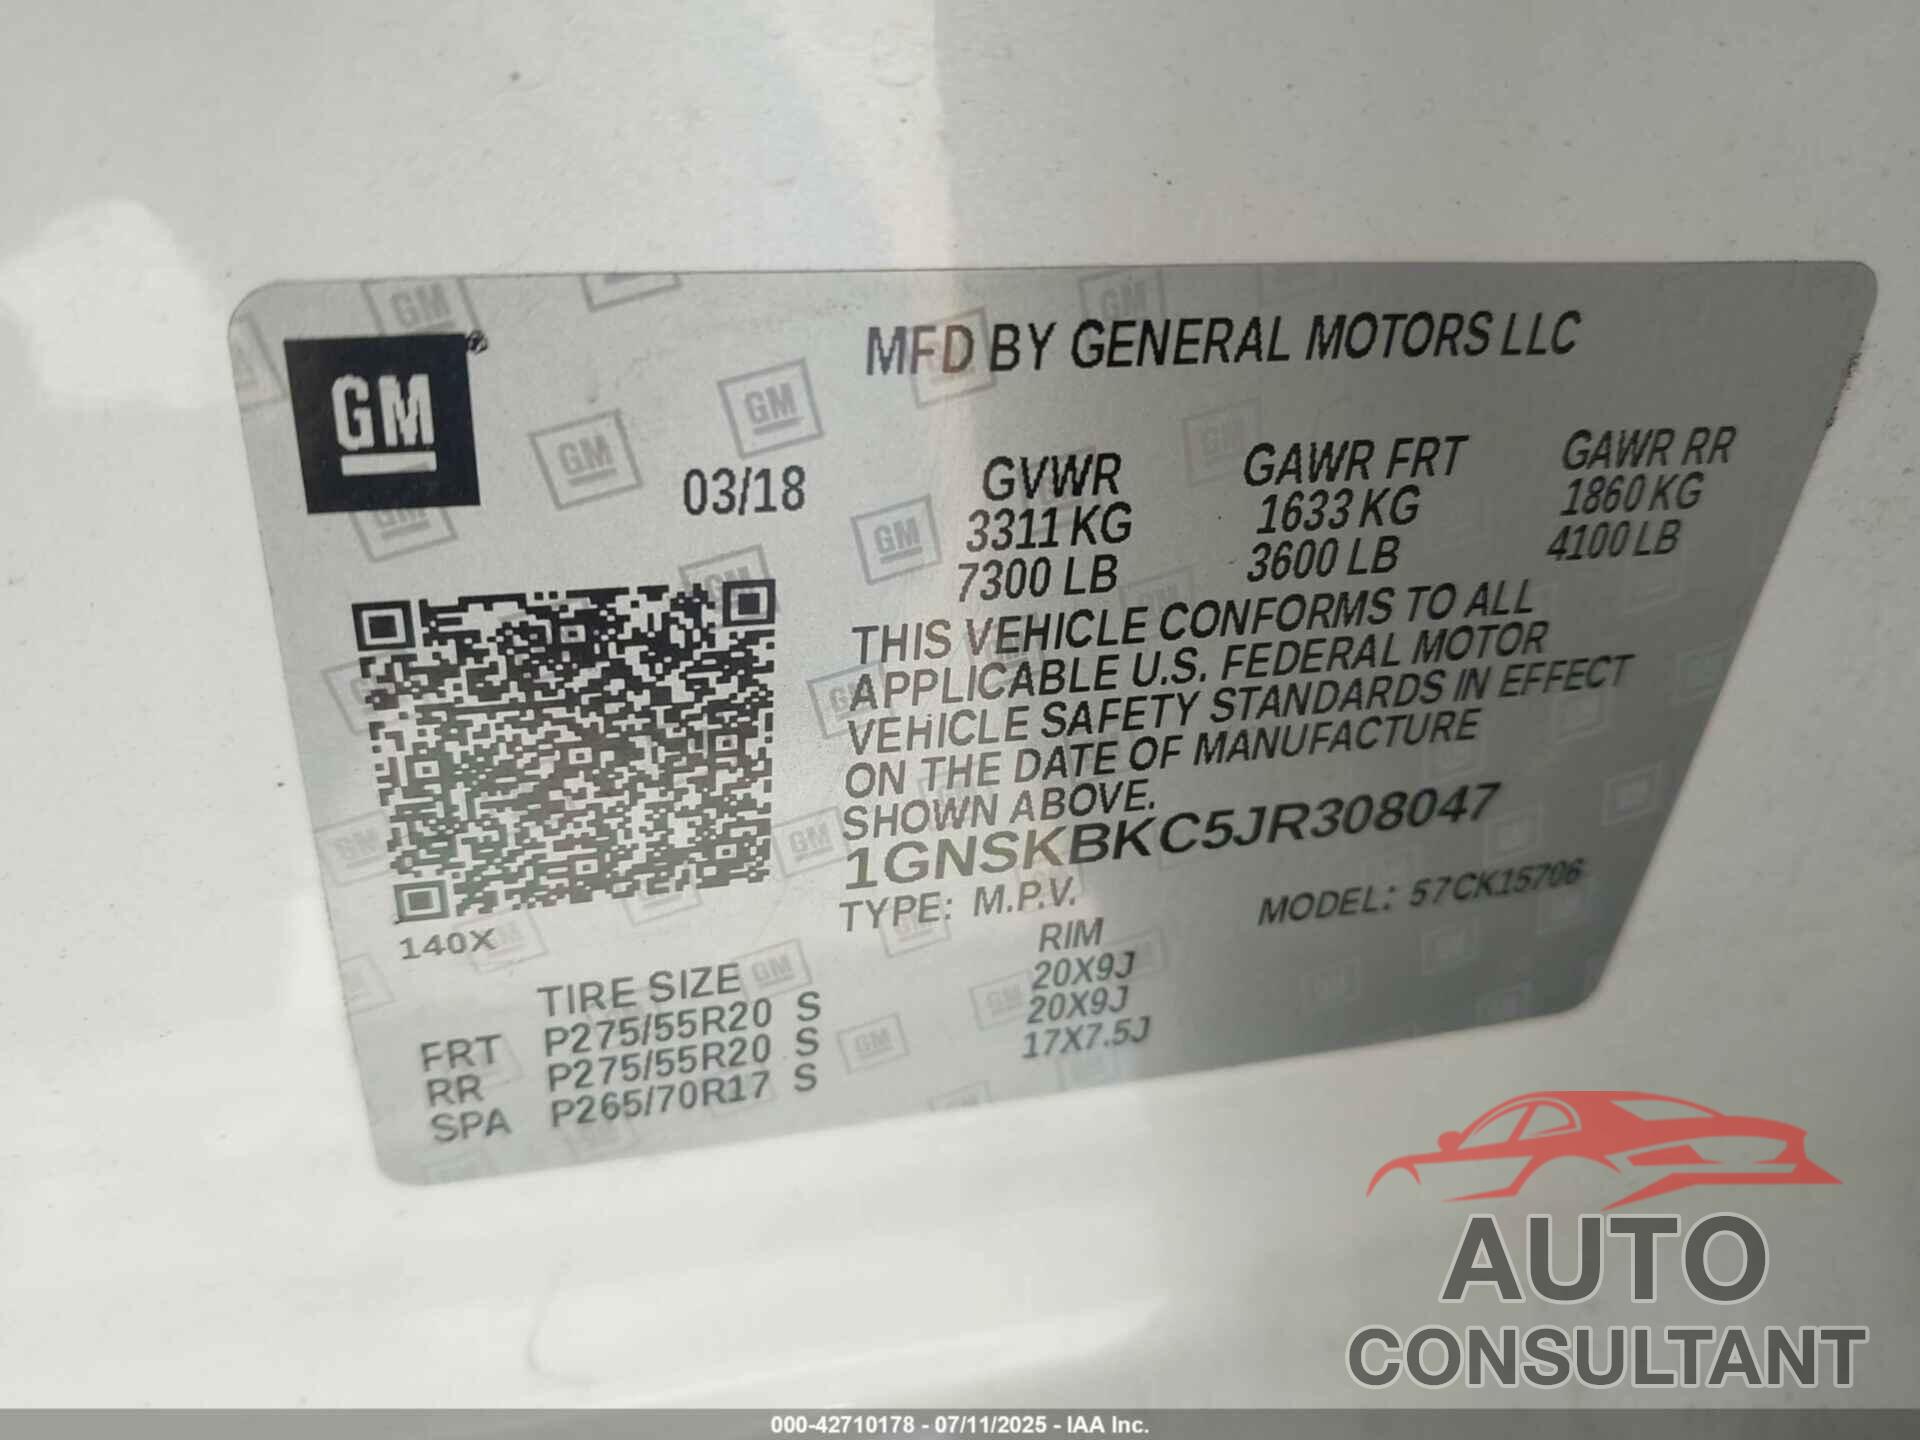 GM®
MFD BY GENERAL MOTORS LLC
03/18
GVWR GAWR FRT GAWR RR
3311 KG 1633 KG 1860 KG
7300 LB 3600 LB 4100 LB
THIS VEHICLE CONFORMS TO ALL
APPLICABLE U.S. FEDERAL MOTOR
VEHICLE SAFETY STANDARDS IN EFFECT
ON THE DATE OF MANUFACTURE
SHOWN ABOVE.
1GNSKBKC5JR308047
TYPE: M.P.V. MODEL: 57CK15706
140X
TIRE SIZE RIM
FRT P275/55R20 S 20X9J
RR P275/55R20 S 20X9J
SPA P265/70R17 S 17X7.5J
AUTO
CONSULTANT
000-42710178 - 07/11/2025 - IAA Inc.